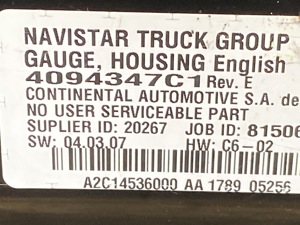 NAVISTAR TRUCK GROUP
GAUGE, HOUSING English
4094347C1 Rev. E
CONTINENTAL AUTOMOTIVE S.A. de
NO USER SERVICEABLE PART
SUPLIER ID: 20267 JOB ID: 81506
SW: 04.03.07 HW: C6-02
A2C14536000 AA 1789 05256